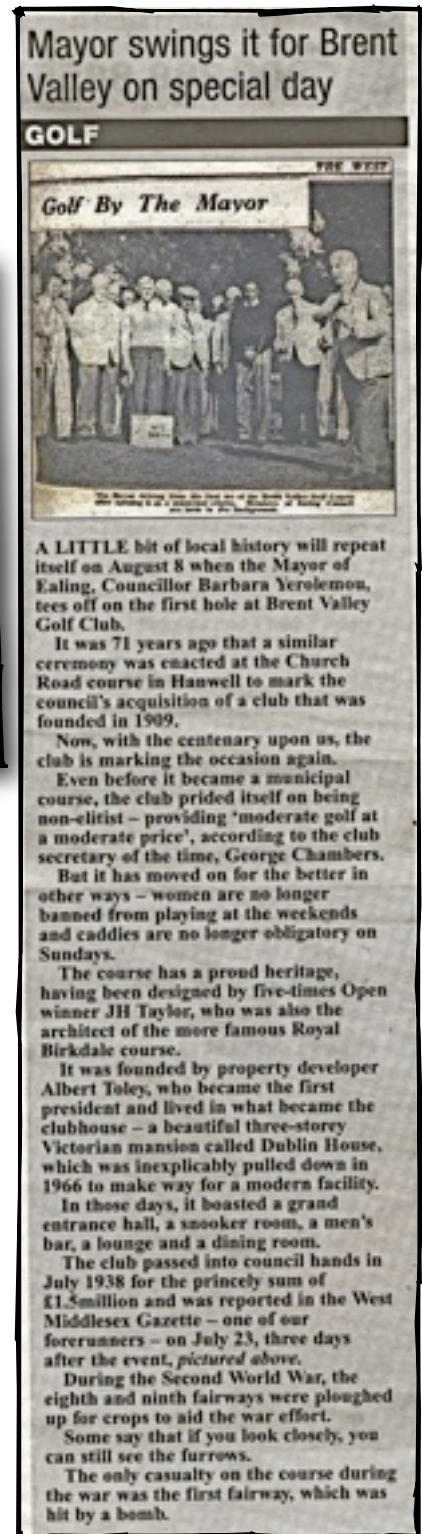 Mayor swings it for Brent
Valley on special day
GOLF
THE WEST
Golf By The Mayor
A LITTLE bit of local history will repeat
itself on August 8 when the Mayor of
Ealing, Councillor Barbara Yerolemou,
tees off on the first hole at Brent Valley
Golf Club.
It was 71 years ago that a similar
ceremony was enacted at the Church
Road course in Hanwell to mark the
council's acquisition of a club that was
founded in 1909.
Now, with the centenary upon us, the
club is marking the occasion again.
Even before it became a municipal
course, the club prided itself on being
non-elitist – providing 'moderate golf at
a moderate price', according to the club
secretary of the time, George Chambers.
But it has moved on for the better in
other ways – women are no longer
banned from playing at the weekends
and caddies are no longer obligatory on
Sundays.
The course has a proud heritage,
having been designed by five-times Open
winner JH Taylor, who was also the
architect of the more famous Royal
Birkdale course.
It was founded by property developer
Albert Toley, who became the first
president and lived in what became the
clubhouse – a beautiful three-storey
Victorian mansion called Dublin House,
which was inexplicably pulled down in
1966 to make way for a modern facility.
In those days, it boasted a grand
entrance hall, a snooker room, a men's
bar, a lounge and a dining room.
The club passed into council hands in
July 1938 for the princely sum of
£1.5million and was reported in the West
Middlesex Gazette – one of our
forerunners – on July 23, three days
after the event, pictured above.
During the Second World War, the
eighth and ninth fairways were ploughed
up for crops to aid the war effort.
Some say that if you look closely, you
can still see the furrows.
The only casualty on the course during
the war was the first fairway, which was
hit by a bomb.